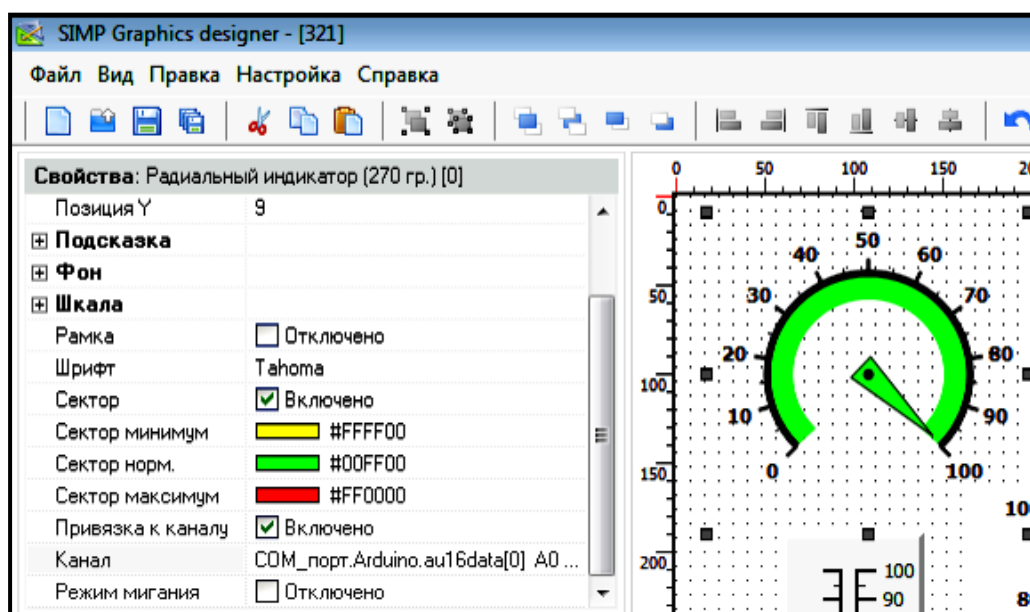 SIMP Graphics designer - [321]
Файл Вид Правка Настройка Справка
Свойства: Радиальный индикатор (270 гр.) [0]
Позиция Y 9
Подсказка
Фон
Шкала
Рамка Отключено
Шрифт Tahoma
Сектор Включено
Сектор минимум #FFFF00
Сектор норм. #00FF00
Сектор максимум #FF0000
Привязка к каналу Включено
Канал COM_порт.Arduino.au16data[0] A0 ...
Режим мигания Отключено
0 50 100 150 20
0
50
100
150
200
50
40 60
30 70
20 80
10 90
0 100
10
100
90 8